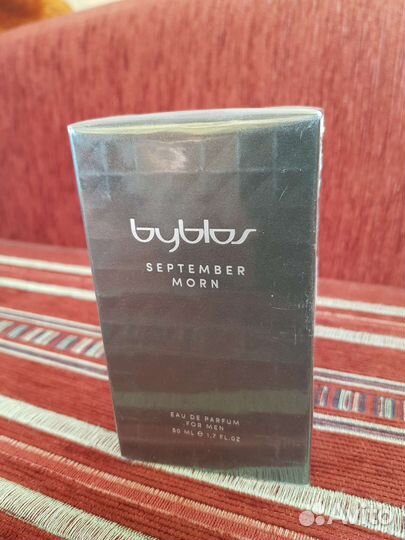 byblos
SEPTEMBER
MORN
EAU DE PARFUM
FOR MEN
50 ML ℮ 1,7 FL.OZ
Avito